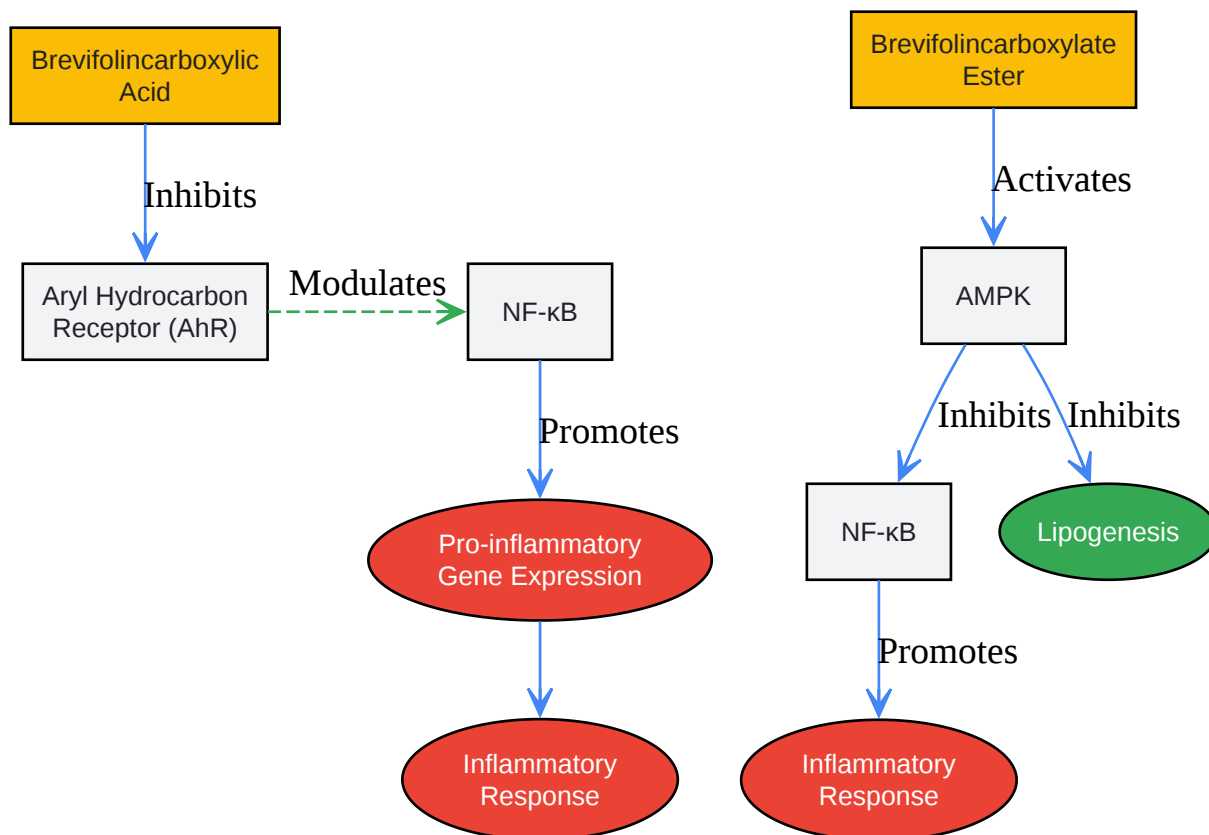 Brevifolincarboxylic
Acid
Brevifolincarboxylate
Ester
Inhibits
Activates
Aryl Hydrocarbon
Receptor (AhR)
Modulates
NF-κB
AMPK
Promotes
Inhibits
Inhibits
Pro-inflammatory
Gene Expression
NF-κB
Lipogenesis
Promotes
Inflammatory
Response
Inflammatory
Response